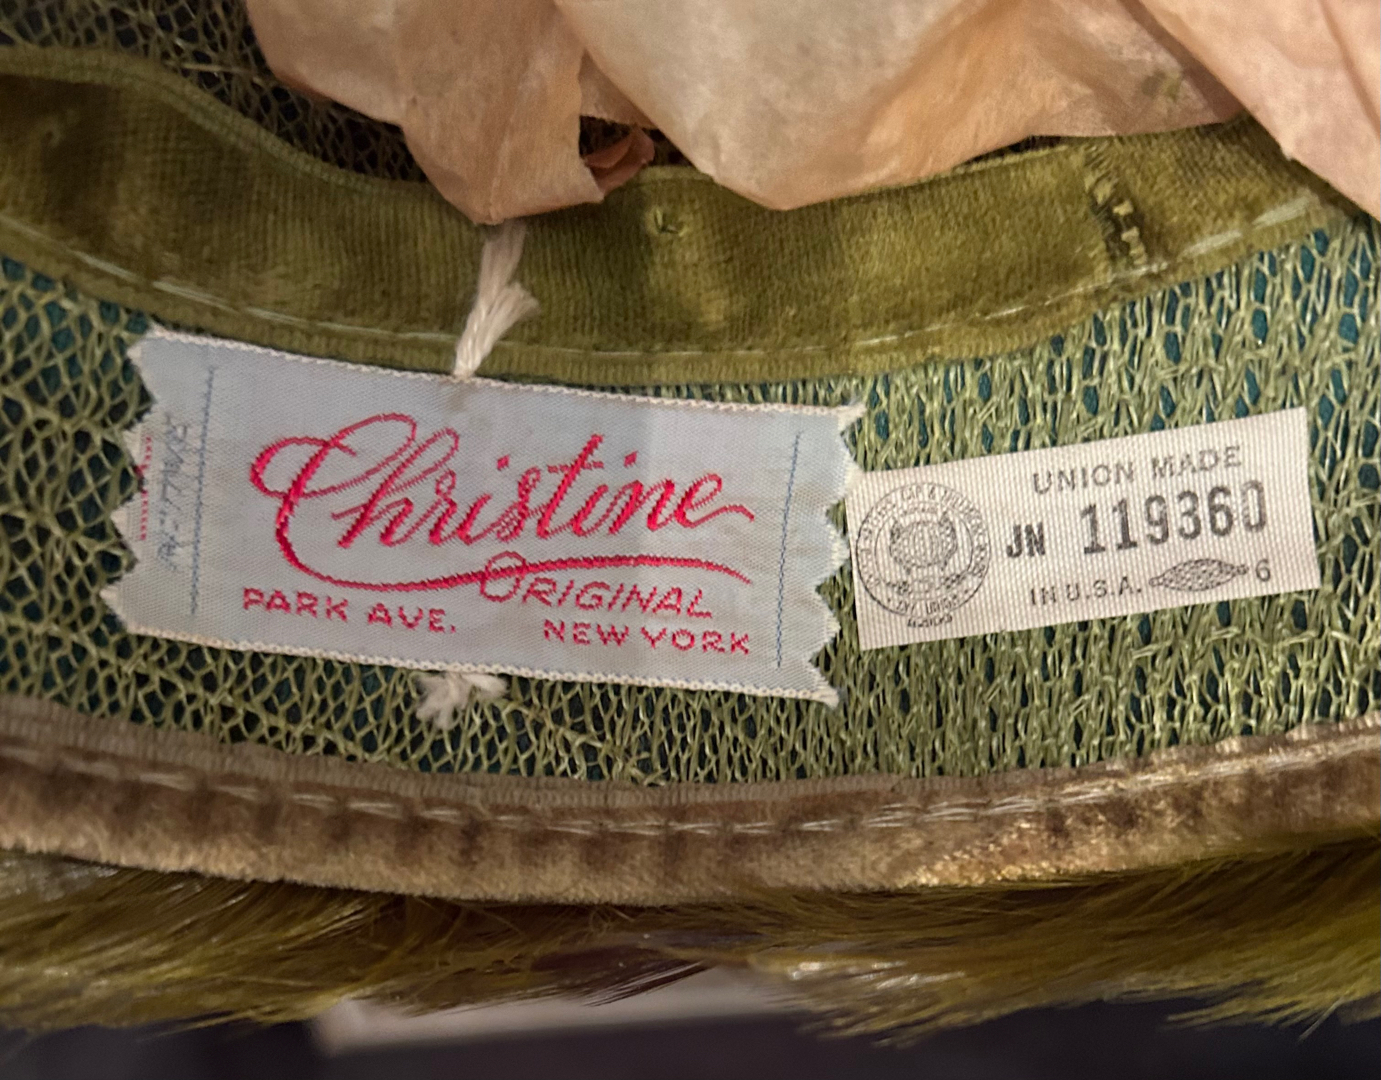 Christine
ORIGINAL
PARK AVE.
NEW YORK
UNION MADE
JN 119360
IN U.S.A.
6